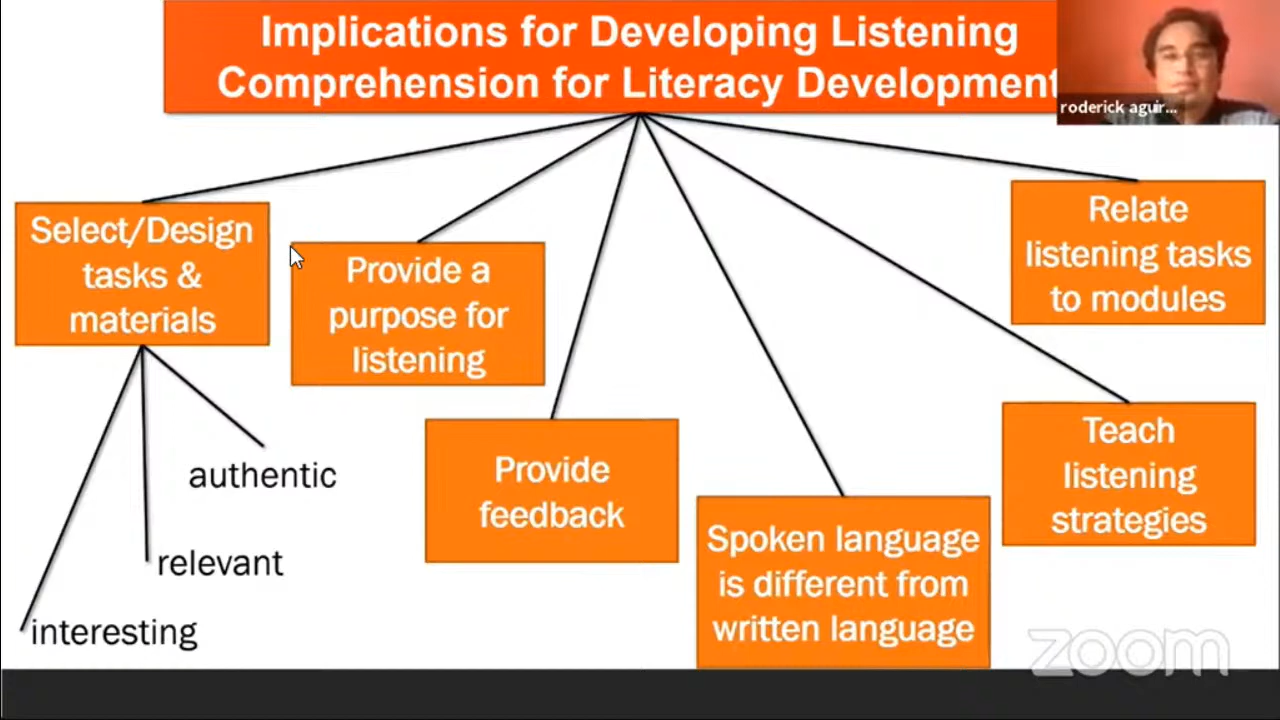 Implications for Developing Listening
Comprehension for Literacy Development
roderick aguir...
Select/Design
tasks &
materials
Provide a
purpose for
listening
Provide
feedback
Spoken language
is different from
written language
Teach
listening
strategies
Relate
listening tasks
to modules
authentic
relevant
interesting
zoom